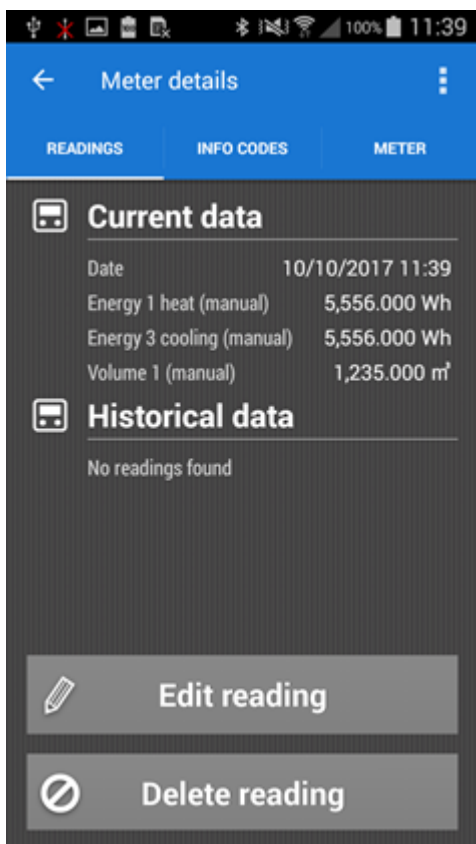 100% 11:39
Meter details
READINGS INFO CODES METER
Current data
Date 10/10/2017 11:39
Energy 1 heat (manual) 5,556.000 Wh
Energy 3 cooling (manual) 5,556.000 Wh
Volume 1 (manual) 1,235.000 m³
Historical data
No readings found
Edit reading
Delete reading